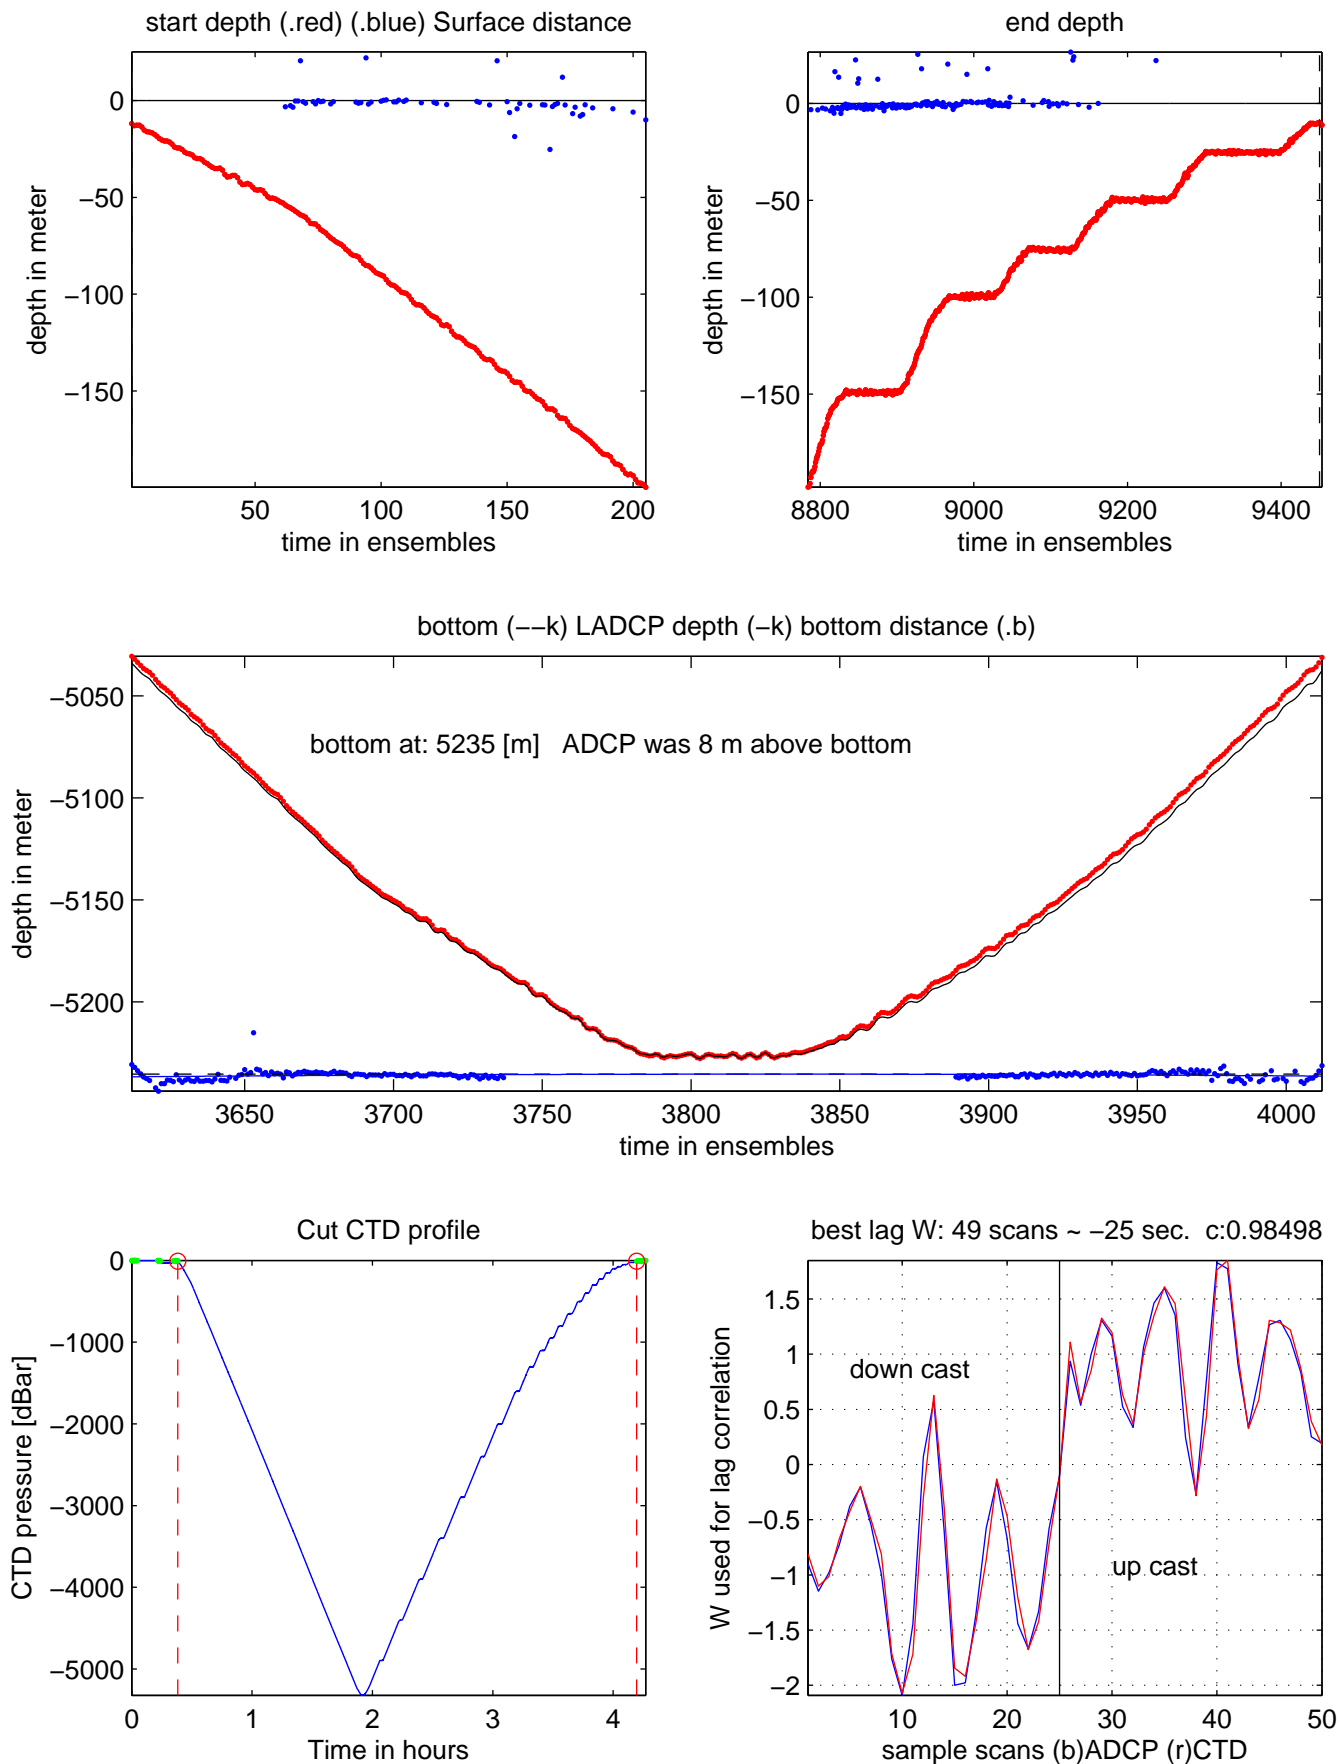 start depth (.red) (.blue) Surface distance
0
−50
−100
−150
depth in meter
50
100
150
200
time in ensembles
end depth
0
−50
−100
−150
depth in meter
8800
9000
9200
9400
time in ensembles
bottom (−−k) LADCP depth (−k) bottom distance (.b)
−5050
−5100
−5150
−5200
depth in meter
bottom at: 5235 [m]   ADCP was 8 m above bottom
3650
3700
3750
3800
3850
3900
3950
4000
time in ensembles
Cut CTD profile
0
−1000
−2000
−3000
−4000
−5000
CTD pressure [dBar]
0
1
2
3
4
Time in hours
best lag W: 49 scans ~ −25 sec.  c:0.98498
1.5
1
0.5
0
−0.5
−1
−1.5
−2
W used for lag correlation
down cast
up cast
10
20
30
40
50
sample scans (b)ADCP (r)CTD